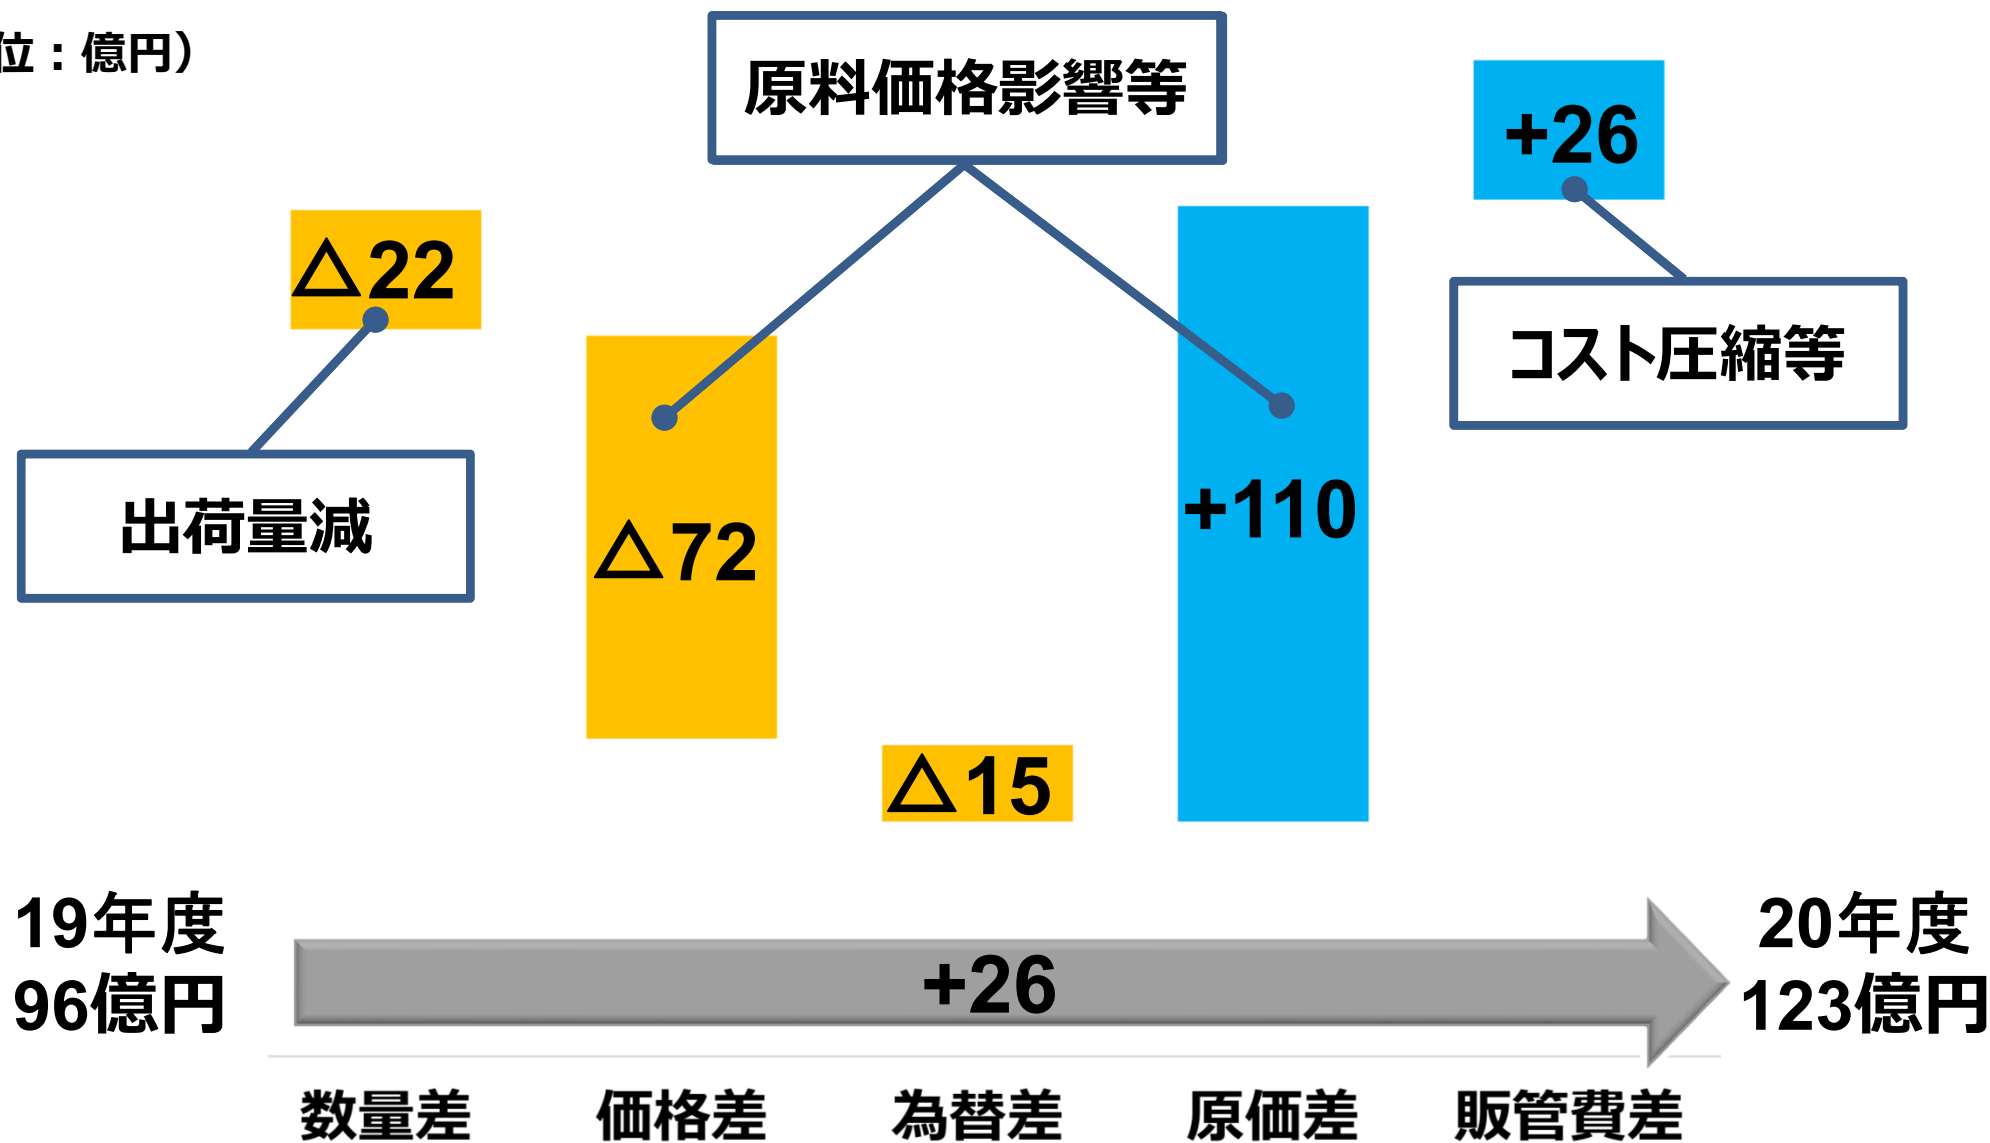 位：億円）
原料価格影響等
+26
△22
コスト圧縮等
+110
出荷量減
△72
△15
19年度
96億円
+26
20年度
123億円
数量差
価格差
為替差
原価差
販管費差